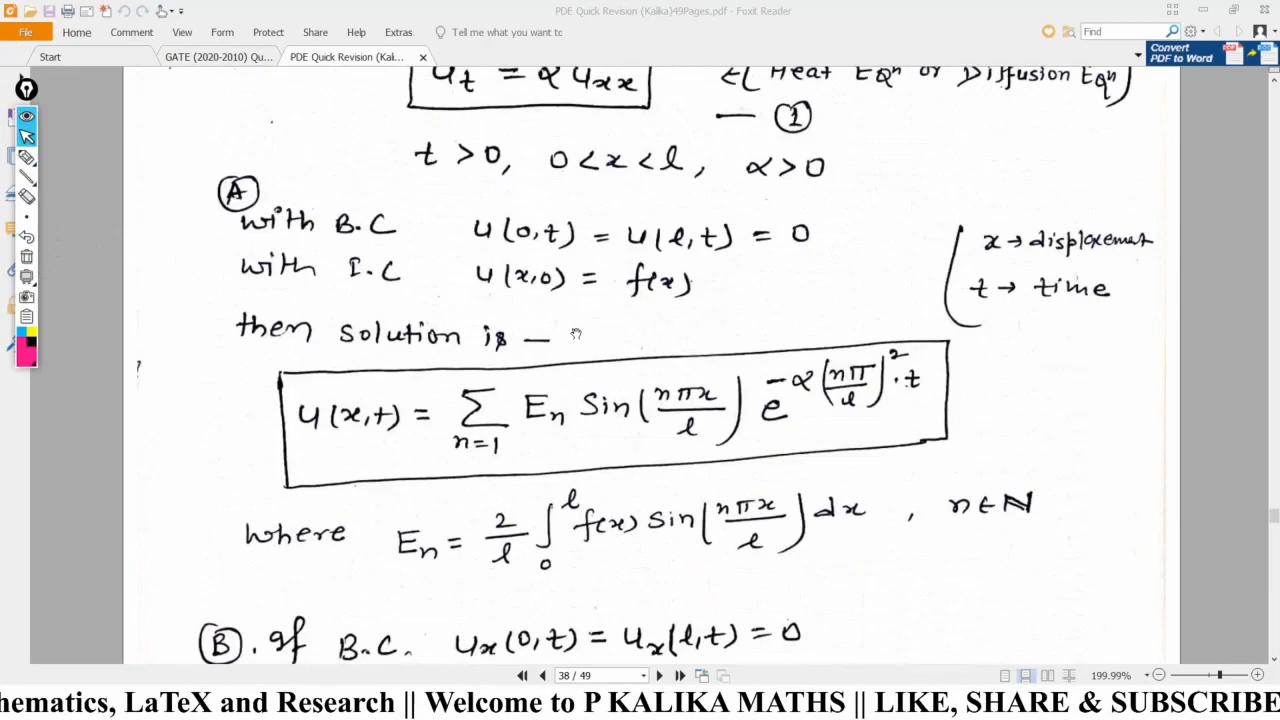 PDE Quick Revision (Kalika)49Pages.pdf - Foxit Reader
File Home Comment View Form Protect Share Help Extras Tell me what you want tc Find
Start GATE (2020-2010) Qu... PDE Quick Revision (Kali... Convert PDF to Word
u_t = α u_xx ∈( Heat Eqⁿ or Diffusion Eqⁿ)
— ①
t > 0, 0 < x < l, α > 0
Ⓐ
with B.C u(0,t) = u(l,t) = 0
with I.C u(x,0) = f(x)
x → displacemet
t → time
then solution is —
u(x,t) = ∑_{n=1} E_n Sin(nπx/l) e^{-α(nπ/l)²·t}
where E_n = 2/l ∫_0^l f(x) sin(nπx/l) dx , n ∈ ℕ
Ⓑ. If B.C. u_x(0,t) = u_x(l,t) = 0
38 / 49 199.99%
hematics, LaTeX and Research || Welcome to P KALIKA MATHS || LIKE, SHARE & SUBSCRIBE